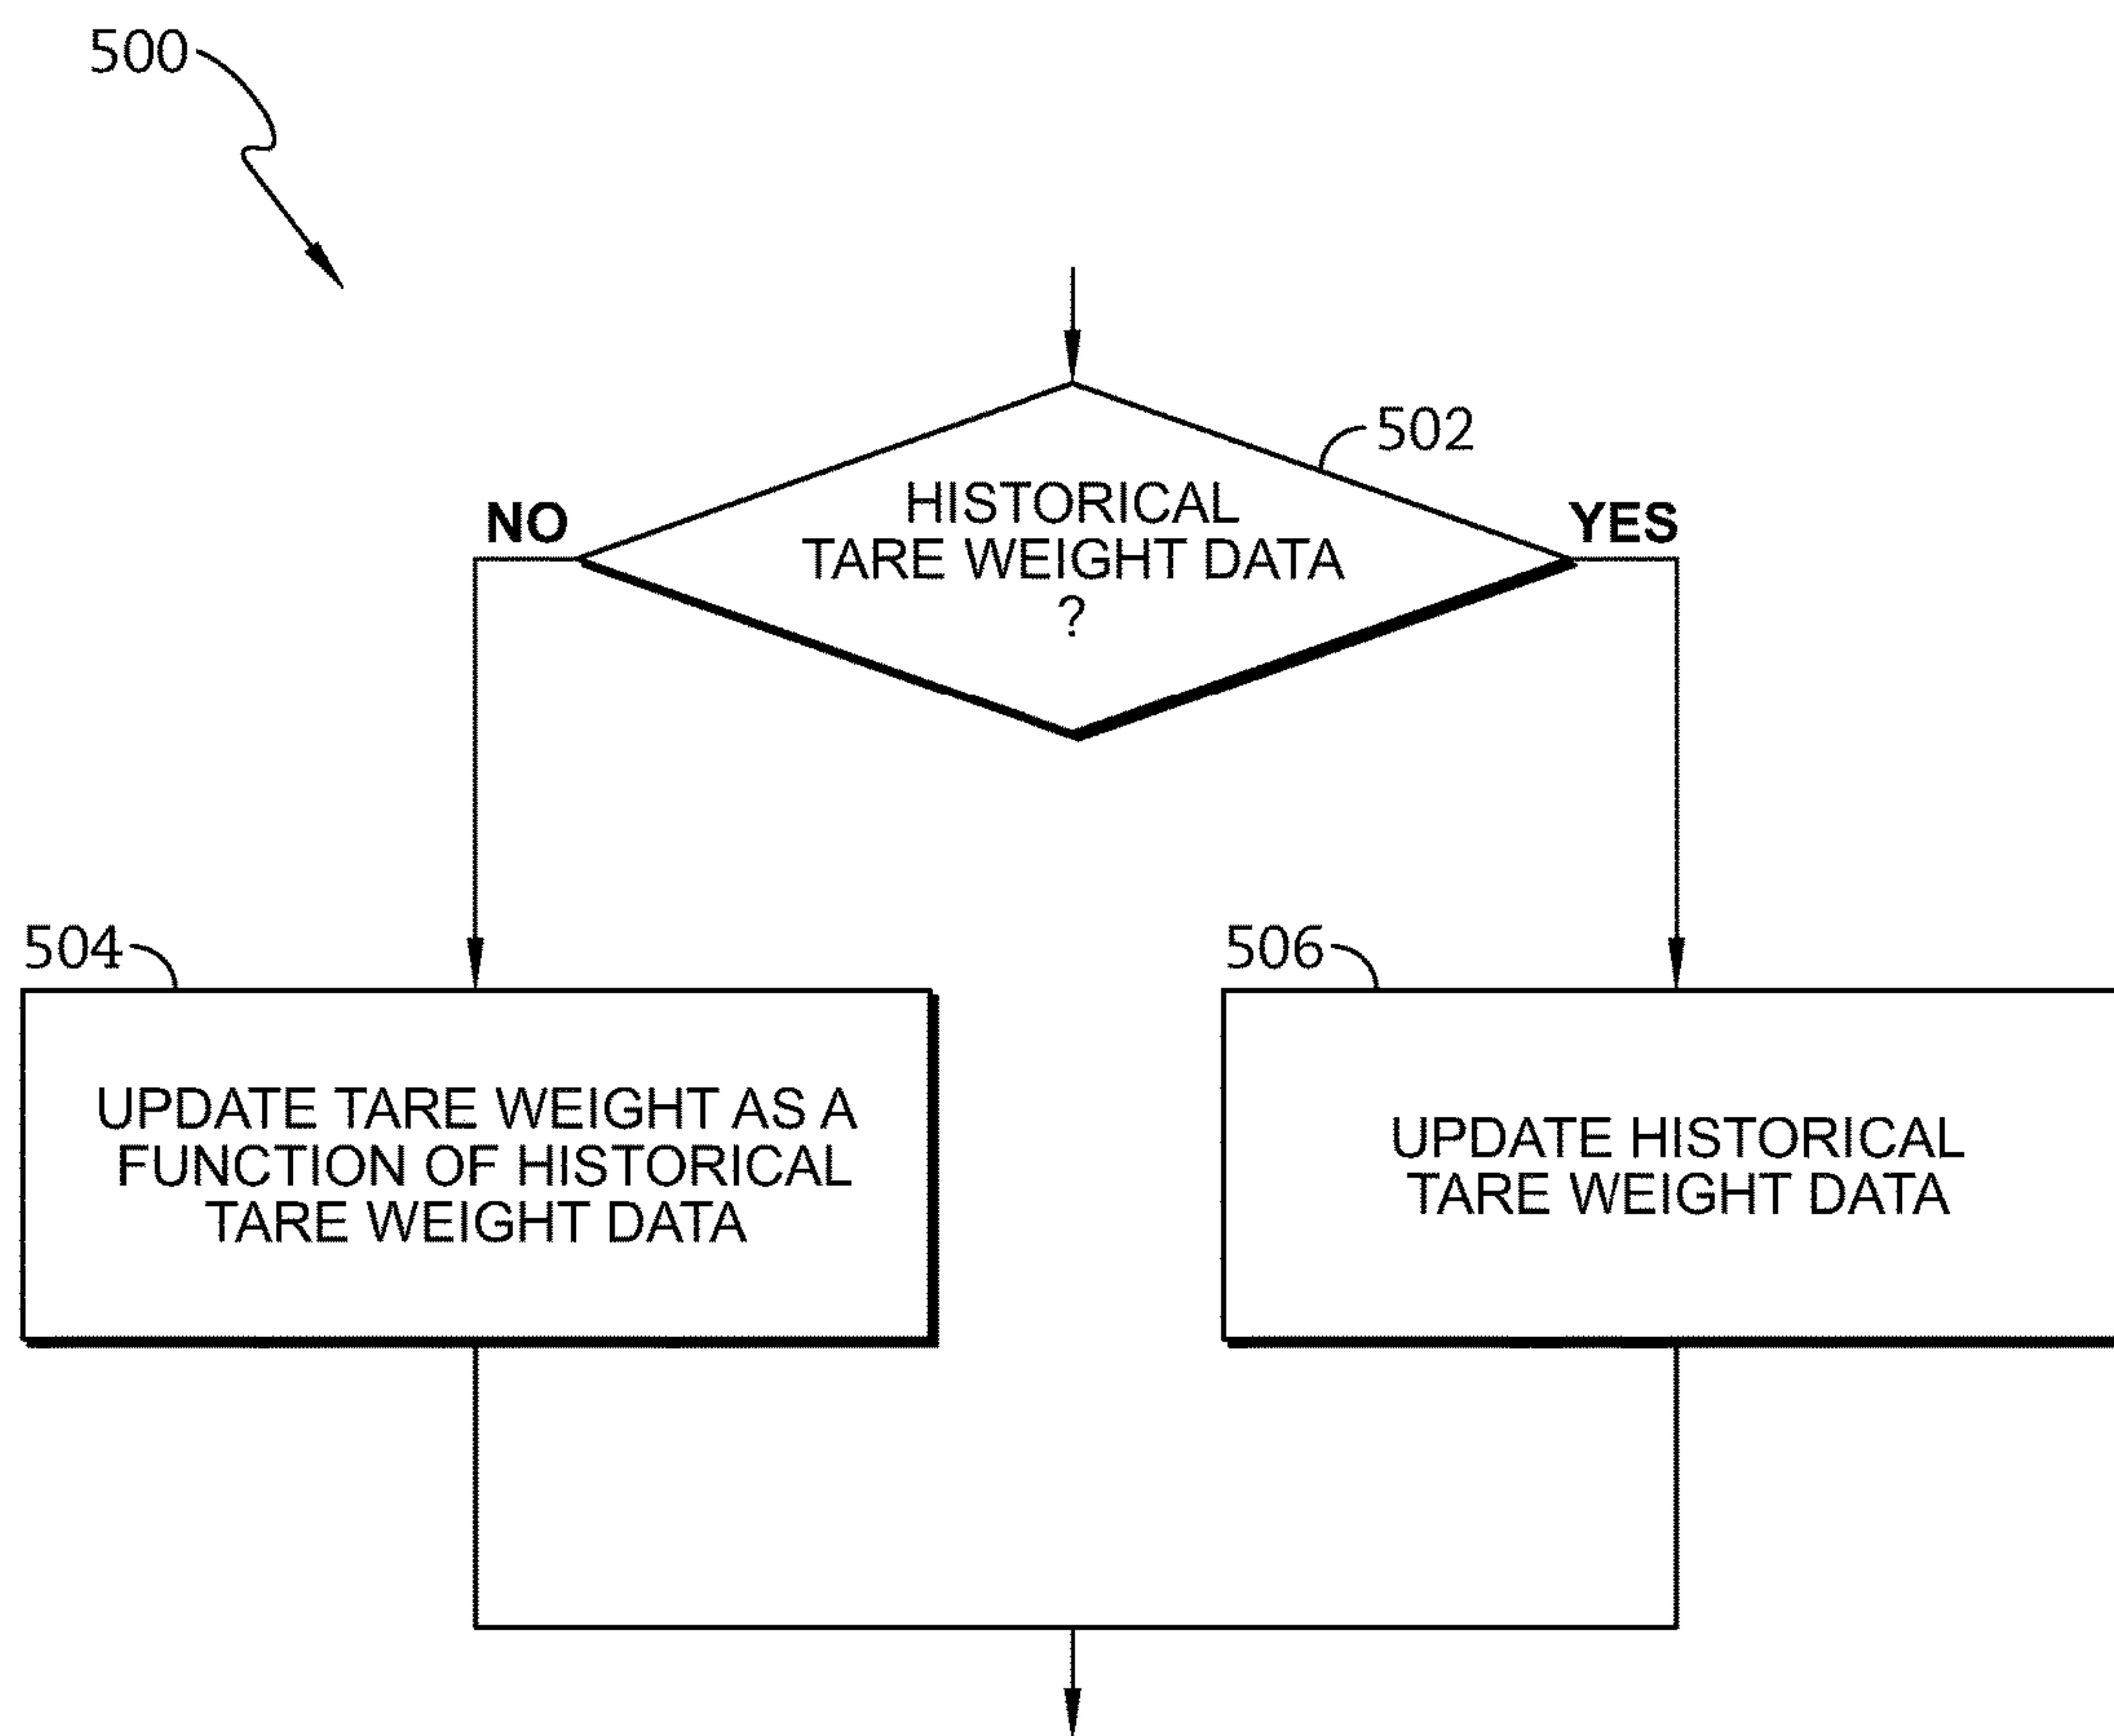 500
502
HISTORICAL
TARE WEIGHT DATA
?
NO
YES
504
UPDATE TARE WEIGHT AS A
FUNCTION OF HISTORICAL
TARE WEIGHT DATA
506
UPDATE HISTORICAL
TARE WEIGHT DATA